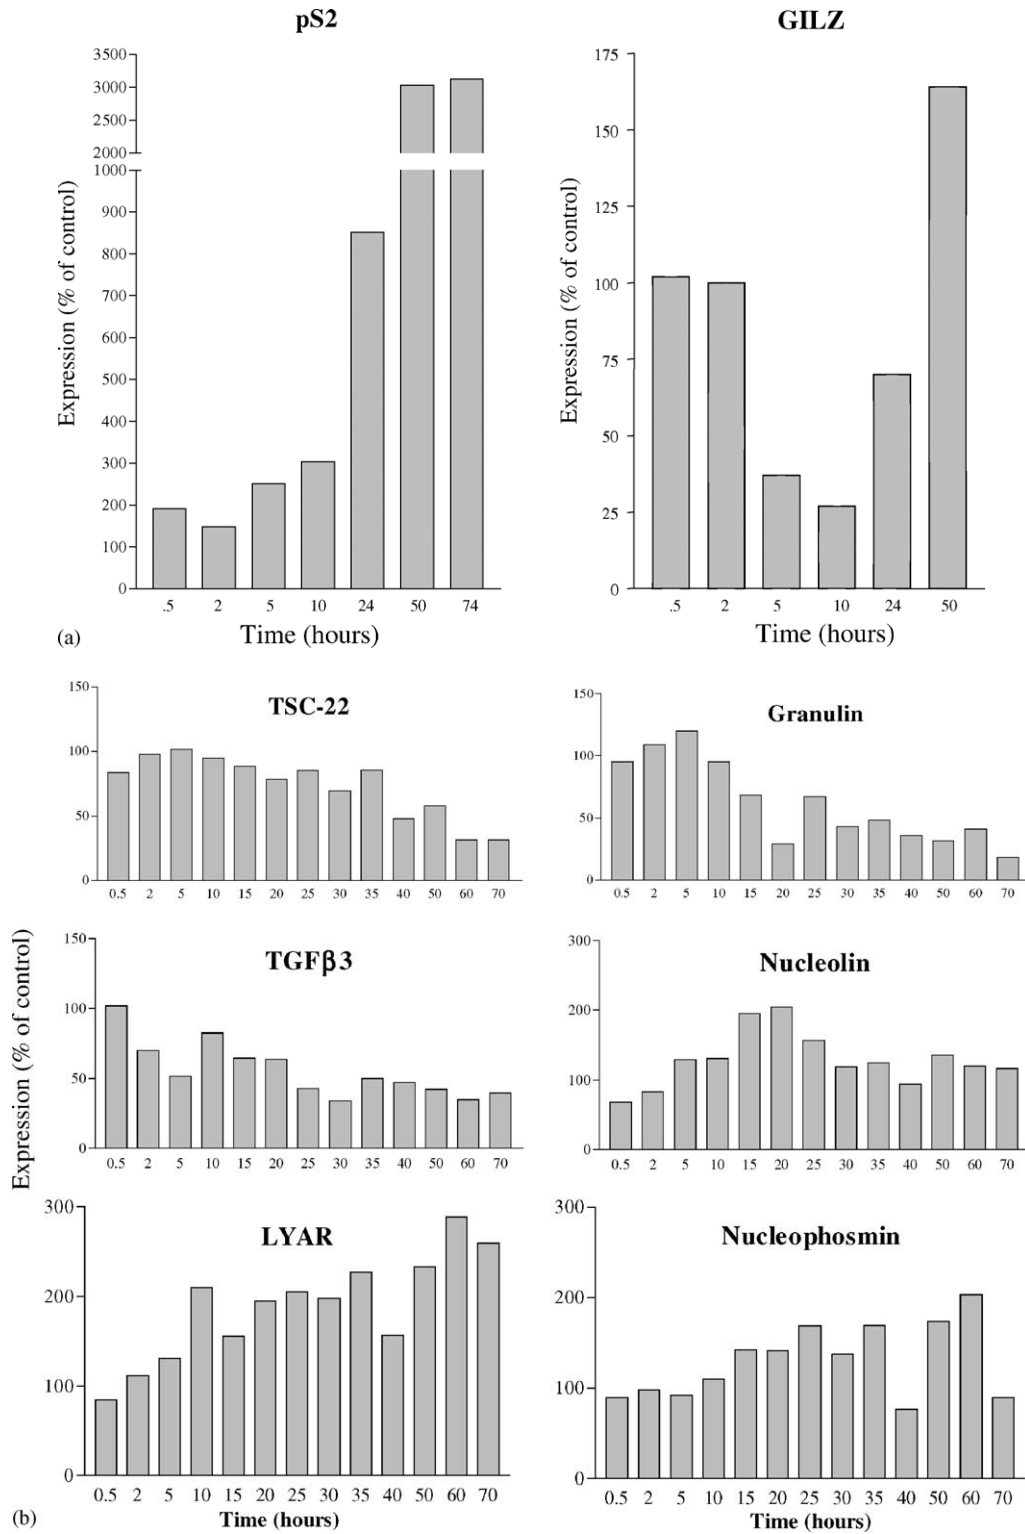 pS2
3500
3000
2500
2000
1000
900
800
700
600
500
400
300
200
100
0
Expression (% of control)
.5 2 5 10 24 50 74
Time (hours)
(a)
GILZ
175
150
125
100
75
50
25
0
Expression (% of control)
.5 2 5 10 24 50
Time (hours)
Expression (% of control)
TSC-22
150
100
50
0
0.5 2 5 10 15 20 25 30 35 40 50 60 70
Granulin
150
100
50
0
0.5 2 5 10 15 20 25 30 35 40 50 60 70
TGFβ3
150
100
50
0
0.5 2 5 10 15 20 25 30 35 40 50 60 70
Nucleolin
300
200
100
0
0.5 2 5 10 15 20 25 30 35 40 50 60 70
LYAR
300
200
100
0
0.5 2 5 10 15 20 25 30 35 40 50 60 70
Time (hours)
(b)
Nucleophosmin
300
200
100
0
0.5 2 5 10 15 20 25 30 35 40 50 60 70
Time (hours)